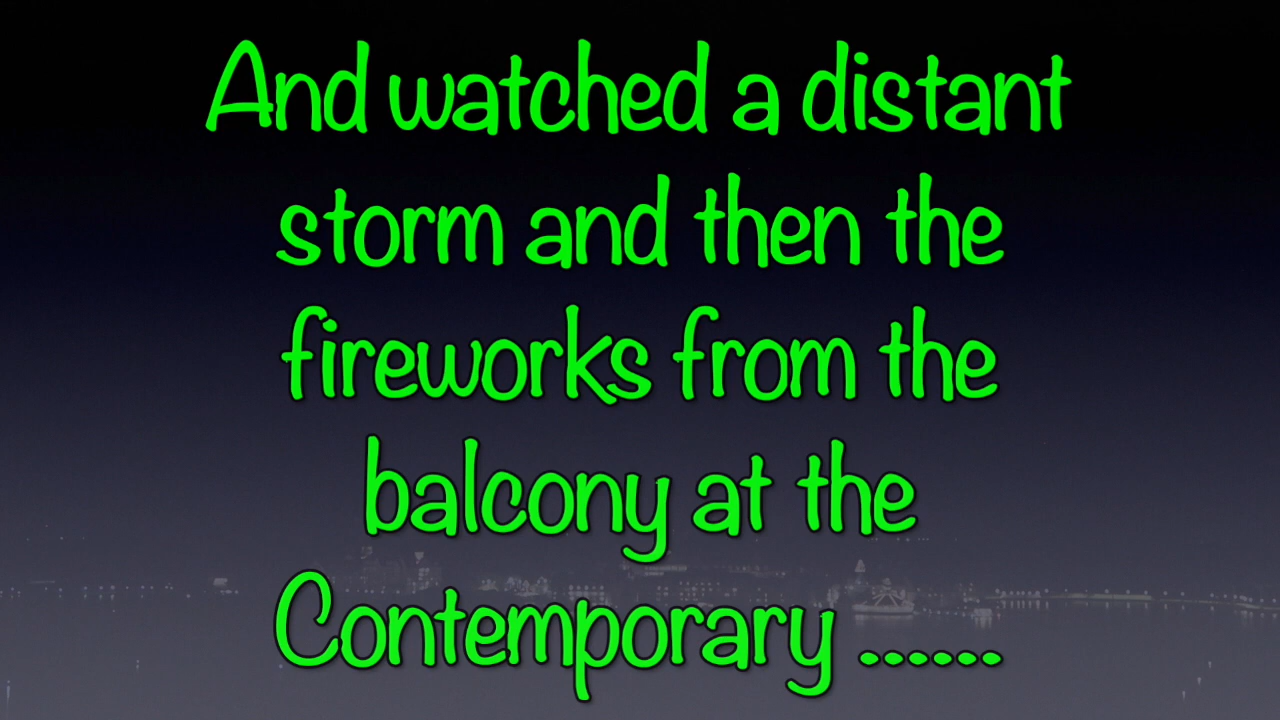 And watched a distant
storm and then the
fireworks from the
balcony at the
Contemporary ......